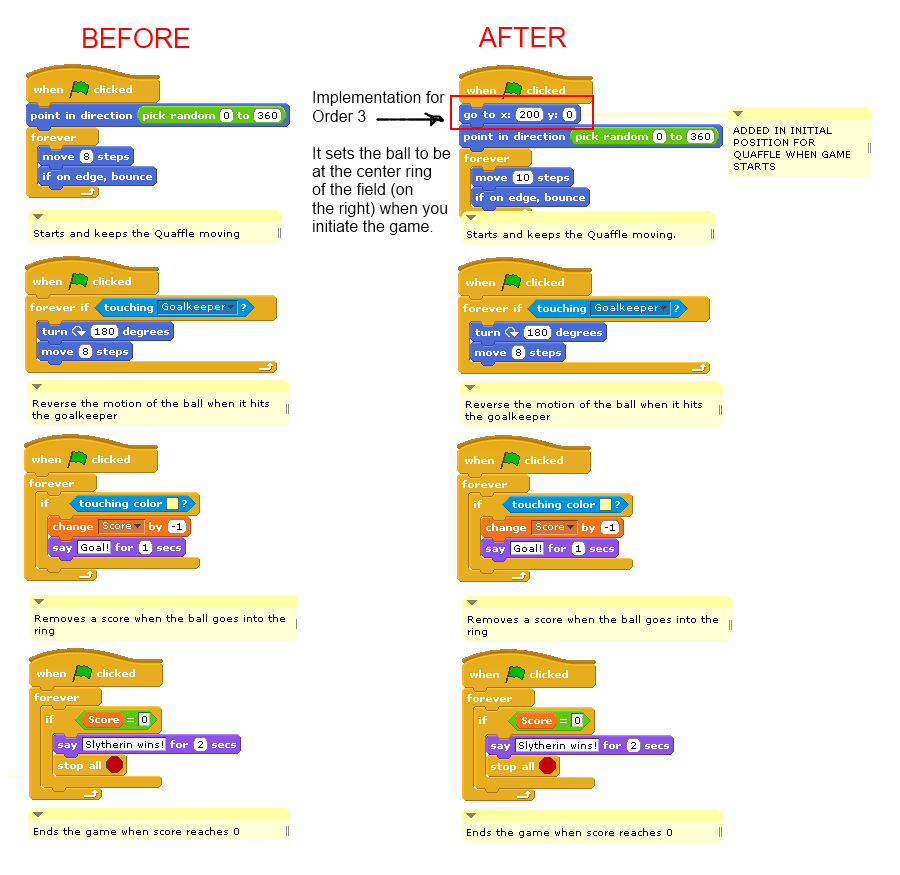 BEFORE
when clicked
point in direction pick random 0 to 360
forever
move 8 steps
if on edge, bounce
Starts and keeps the Quaffle moving
when clicked
forever if touching Goalkeeper ?
turn 180 degrees
move 8 steps
Reverse the motion of the ball when it hits
the goalkeeper
when clicked
forever
if touching color ?
change Score by -1
say Goal! for 1 secs
Removes a score when the ball goes into the
ring
when clicked
forever
if Score = 0
say Slytherin wins! for 2 secs
stop all
Ends the game when score reaches 0
Implementation for
Order 3
It sets the ball to be
at the center ring
of the field (on
the right) when you
initiate the game.
AFTER
when clicked
go to x: 200 y: 0
point in direction pick random 0 to 360
forever
move 10 steps
if on edge, bounce
Starts and keeps the Quaffle moving.
ADDED IN INITIAL
POSITION FOR
QUAFFLE WHEN GAME
STARTS
when clicked
forever if touching Goalkeeper ?
turn 180 degrees
move 8 steps
Reverse the motion of the ball when it hits
the goalkeeper
when clicked
forever
if touching color ?
change Score by -1
say Goal! for 1 secs
Removes a score when the ball goes into the
ring
when clicked
forever
if Score = 0
say Slytherin wins! for 2 secs
stop all
Ends the game when score reaches 0